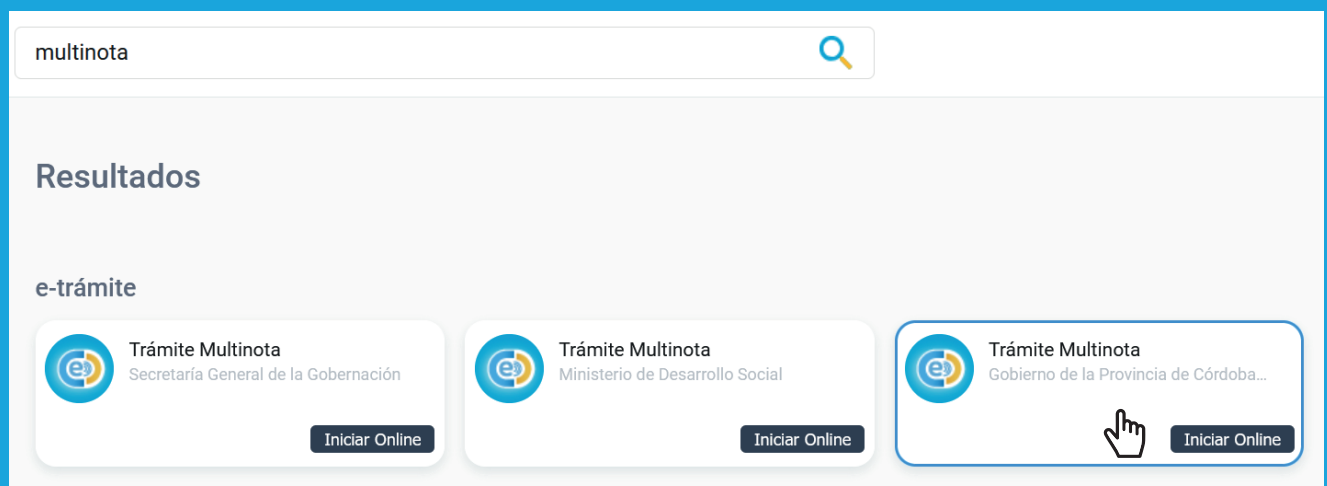 multinota
Resultados
e-trámite
Trámite Multinota
Secretaría General de la Gobernación
Iniciar Online
Trámite Multinota
Ministerio de Desarrollo Social
Iniciar Online
Trámite Multinota
Gobierno de la Provincia de Córdoba...
Iniciar Online